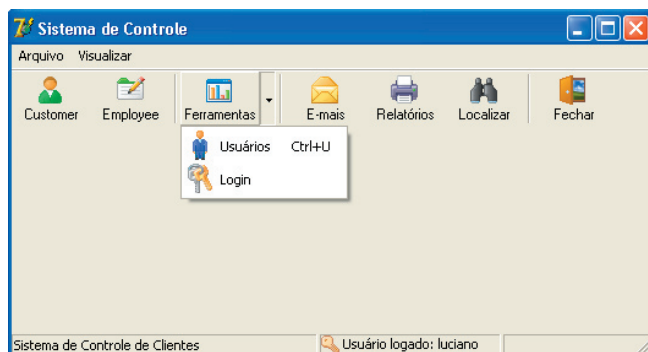 Sistema de Controle
Arquivo Visualizar
Customer Employee Ferramentas E-mais Relatórios Localizar Fechar
Usuários Ctrl+U
Login
Sistema de Controle de Clientes Usuário logado: luciano